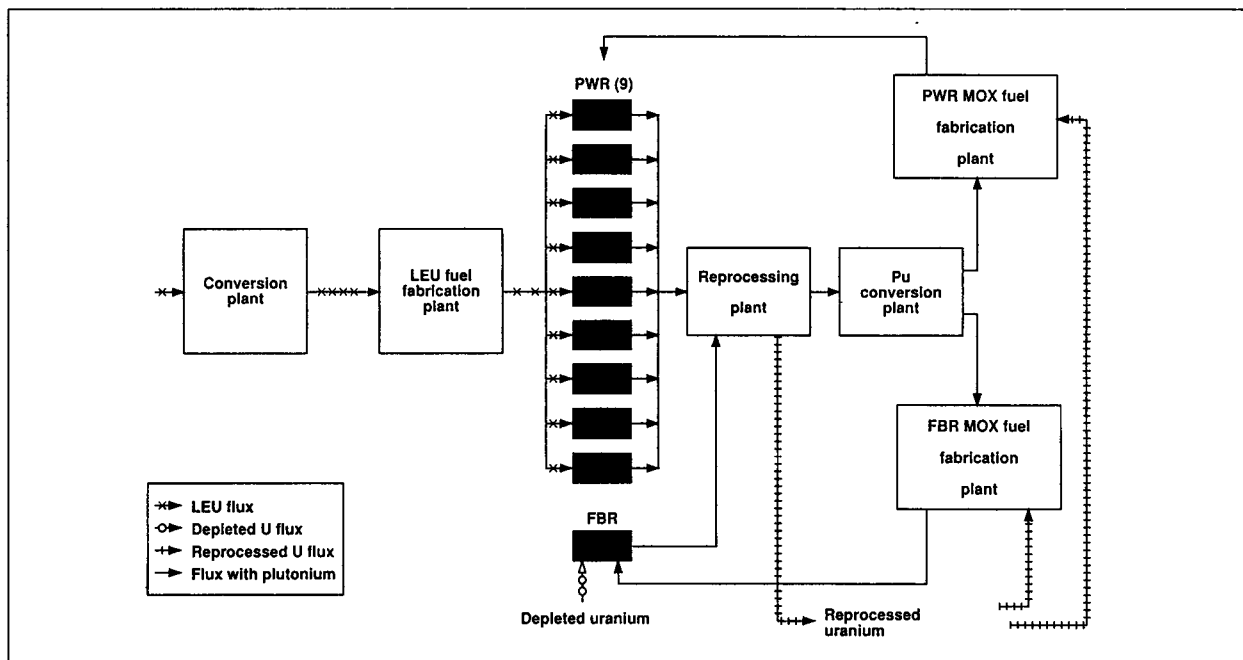 PWR (9)
PWR MOX fuel
fabrication
plant
Conversion
plant
LEU fuel
fabrication
plant
Reprocessing
plant
Pu
conversion
plant
FBR MOX fuel
fabrication
plant
LEU flux
Depleted U flux
Reprocessed U flux
Flux with plutonium
FBR
Depleted uranium
Reprocessed
uranium